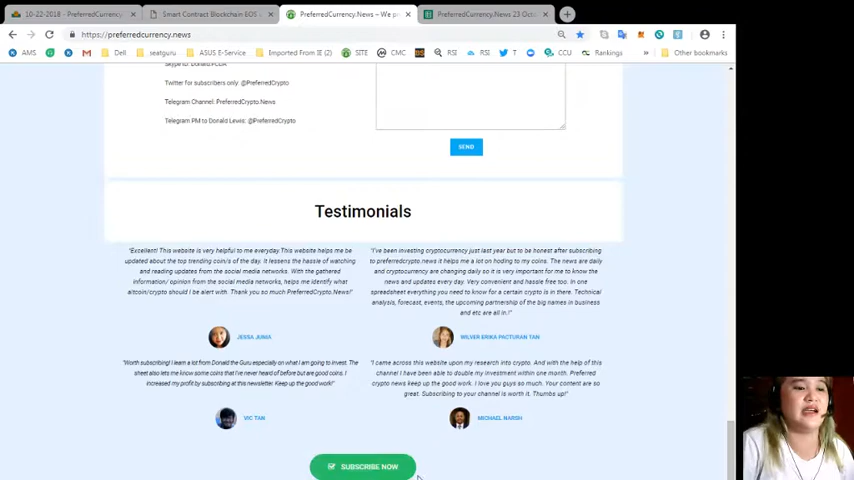 10-22-2018 - PreferredCurrency
Smart Contract Blockchain EOS
PreferredCurrency.News – We p
PreferredCurrency.News 23 Octo
https://preferredcurrency.news
AMS
Dell
seatguru
ASUS E-Service
Imported From IE (2)
SITE
CMC
BS
RSI
RSI
T
CCU
Rankings
»
Other bookmarks
Twitter for subscribers only: @PreferredCrypto
Telegram Channel: PreferredCrypto.News
Telegram PM to Donald Lewis: @PreferredCrypto
SEND
Testimonials
"Excellent! This website is very helpful to me everyday.This website helps me be
updated about the top trending coin/s of the day. It lessens the hassle of watching
and reading updates from the social media networks. With the gathered
information/ opinion from the social media networks, helps me identify what
altcoin/crypto should I be alert with. Thank you so much PreferredCrypto.News!"
JESSA JUNIA
"I've been investing cryptocurrency just last year but to be honest after subscribing
to preferredcrypto.news it helps me a lot on hodling to my coins. The news are daily
and cryptocurrency are changing daily so it is very important for me to know the
news and updates every day. Very convenient and hassle free too. In one
spreadsheet everything you need to know for a certain crypto is in there. Technical
analysis, forecast, events, the upcoming partnership of the big names in business
and etc are all in.!"
WILVER ERIKA PACTURAN TAN
"Worth subscribing! I learn a lot from Donald the Guru especially on what I am going to invest. The
sheet also lets me know some coins that I've never heard of before but are good coins. I
increased my profit by subscribing at this newsletter. Keep up the good work!"
VIC TAN
"I came across this website upon my research into crypto. And with the help of this
channel I have been able to double my investment within one month. Preferred
crypto news keep up the good work. I love you guys so much. Your content are so
great. Subscribing to your channel is worth it. Thumbs up!"
MICHAEL NARSH
SUBSCRIBE NOW